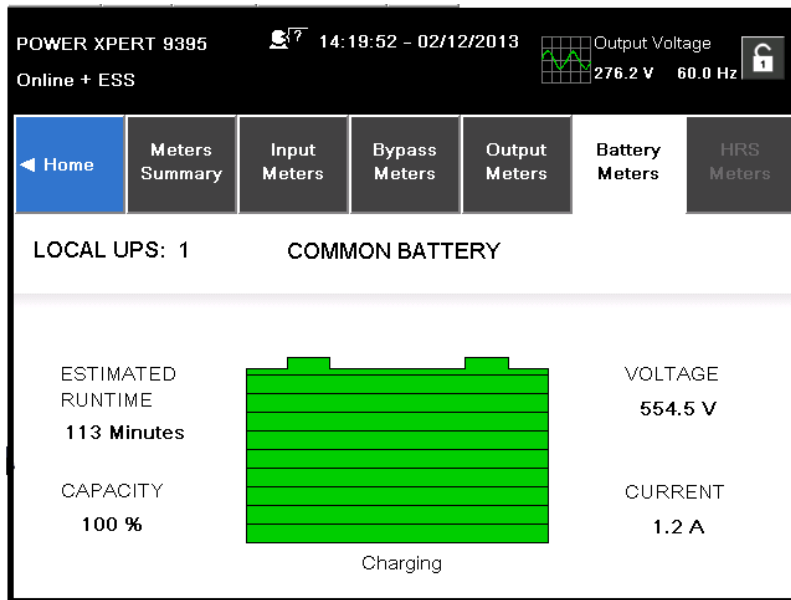 POWER XPERT 9395
Online + ESS
? 14:19:52 - 02/12/2013
Output Voltage
276.2 V 60.0 Hz
1
◄ Home
Meters
Summary
Input
Meters
Bypass
Meters
Output
Meters
Battery
Meters
HRS
Meters
LOCAL UPS: 1 COMMON BATTERY
ESTIMATED
RUNTIME
113 Minutes
CAPACITY
100 %
Charging
VOLTAGE
554.5 V
CURRENT
1.2 A